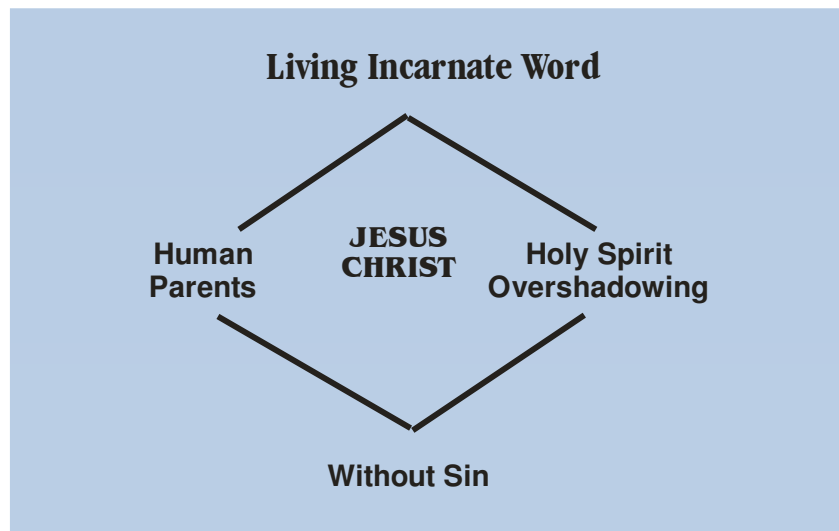 Living Incarnate Word
Human
Parents
JESUS
CHRIST
Holy Spirit
Overshadowing
Without Sin